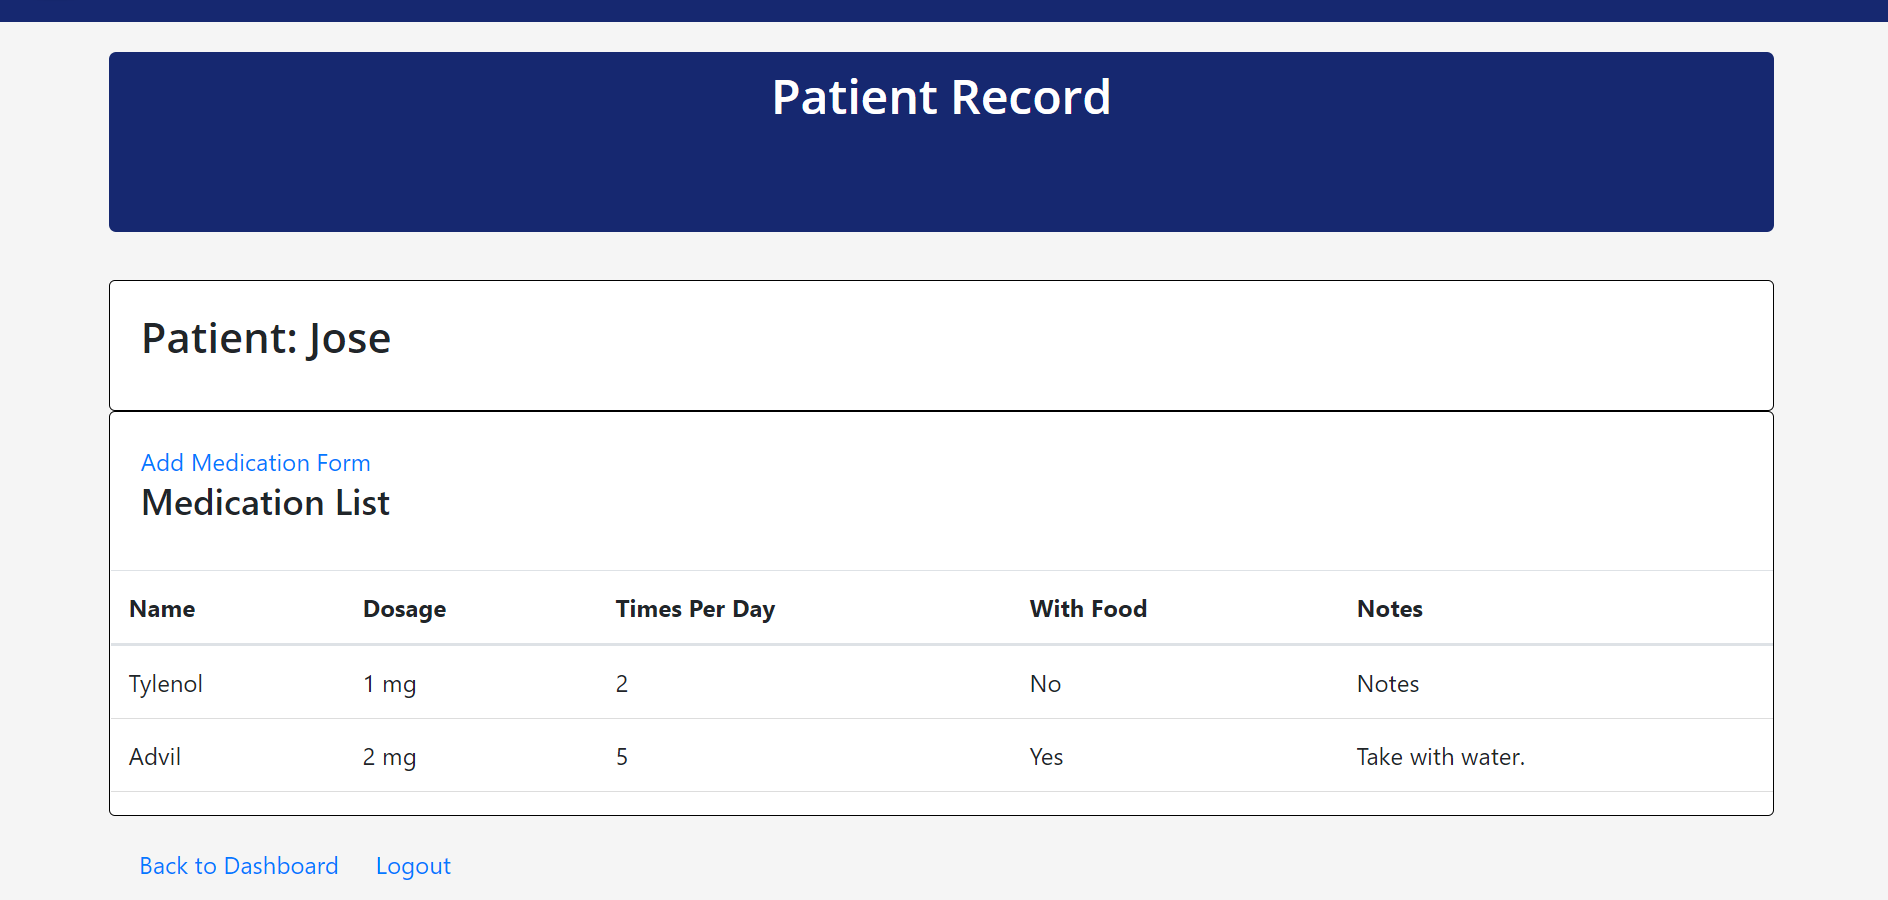 Patient Record
Patient: Jose
Add Medication Form
Medication List
Name Dosage Times Per Day With Food Notes
Tylenol 1 mg 2 No Notes
Advil 2 mg 5 Yes Take with water.
Back to Dashboard Logout